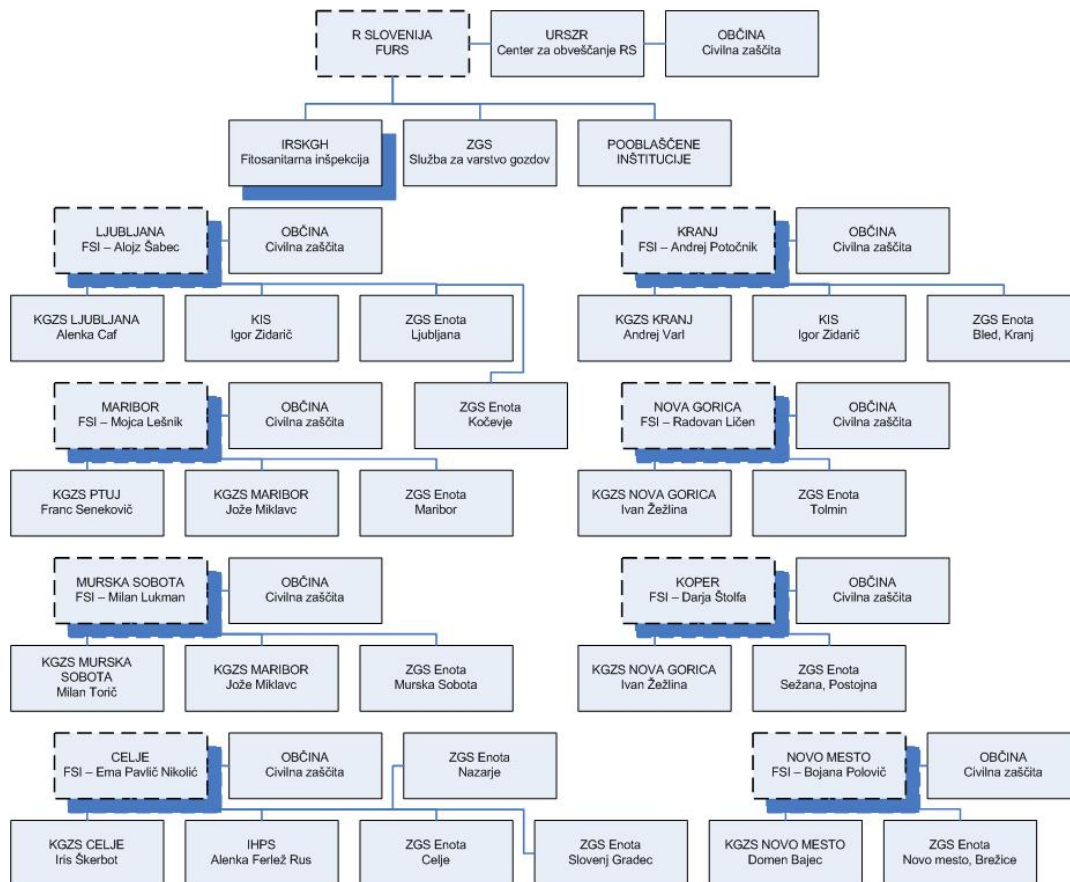 R SLOVENIJA
FURS
URSZR
Center za obveščanje RS
OBČINA
Civilna zaščita
IRSKGH
Fitosanitarna inšpekcija
ZGS
Služba za varstvo gozdov
POOBLAŠČENE
INŠTITUCIJE
LJUBLJANA
FSI – Alojz Šabec
OBČINA
Civilna zaščita
KGZS LJUBLJANA
Alenka Caf
KIS
Igor Zidarič
ZGS Enota
Ljubljana
ZGS Enota
Kočevje
KRANJ
FSI – Andrej Potočnik
OBČINA
Civilna zaščita
KGZS KRANJ
Andrej Varl
KIS
Igor Zidarič
ZGS Enota
Bled, Kranj
MARIBOR
FSI – Mojca Lešnik
OBČINA
Civilna zaščita
KGZS PTUJ
Franc Senekovič
KGZS MARIBOR
Jože Miklavc
ZGS Enota
Maribor
NOVA GORICA
FSI – Radovan Ličen
OBČINA
Civilna zaščita
KGZS NOVA GORICA
Ivan Žežlina
ZGS Enota
Tolmin
MURSKA SOBOTA
FSI – Milan Lukman
OBČINA
Civilna zaščita
KGZS MURSKA
SOBOTA
Milan Torič
KGZS MARIBOR
Jože Miklavc
ZGS Enota
Murska Sobota
KOPER
FSI – Darja Štolfa
OBČINA
Civilna zaščita
KGZS NOVA GORICA
Ivan Žežlina
ZGS Enota
Sežana, Postojna
CELJE
FSI – Ema Pavlič Nikolić
OBČINA
Civilna zaščita
ZGS Enota
Nazarje
KGZS CELJE
Iris Škerbot
IHPS
Alenka Ferlež Rus
ZGS Enota
Celje
ZGS Enota
Slovenj Gradec
NOVO MESTO
FSI – Bojana Polovič
OBČINA
Civilna zaščita
KGZS NOVO MESTO
Domen Bajec
ZGS Enota
Novo mesto, Brežice